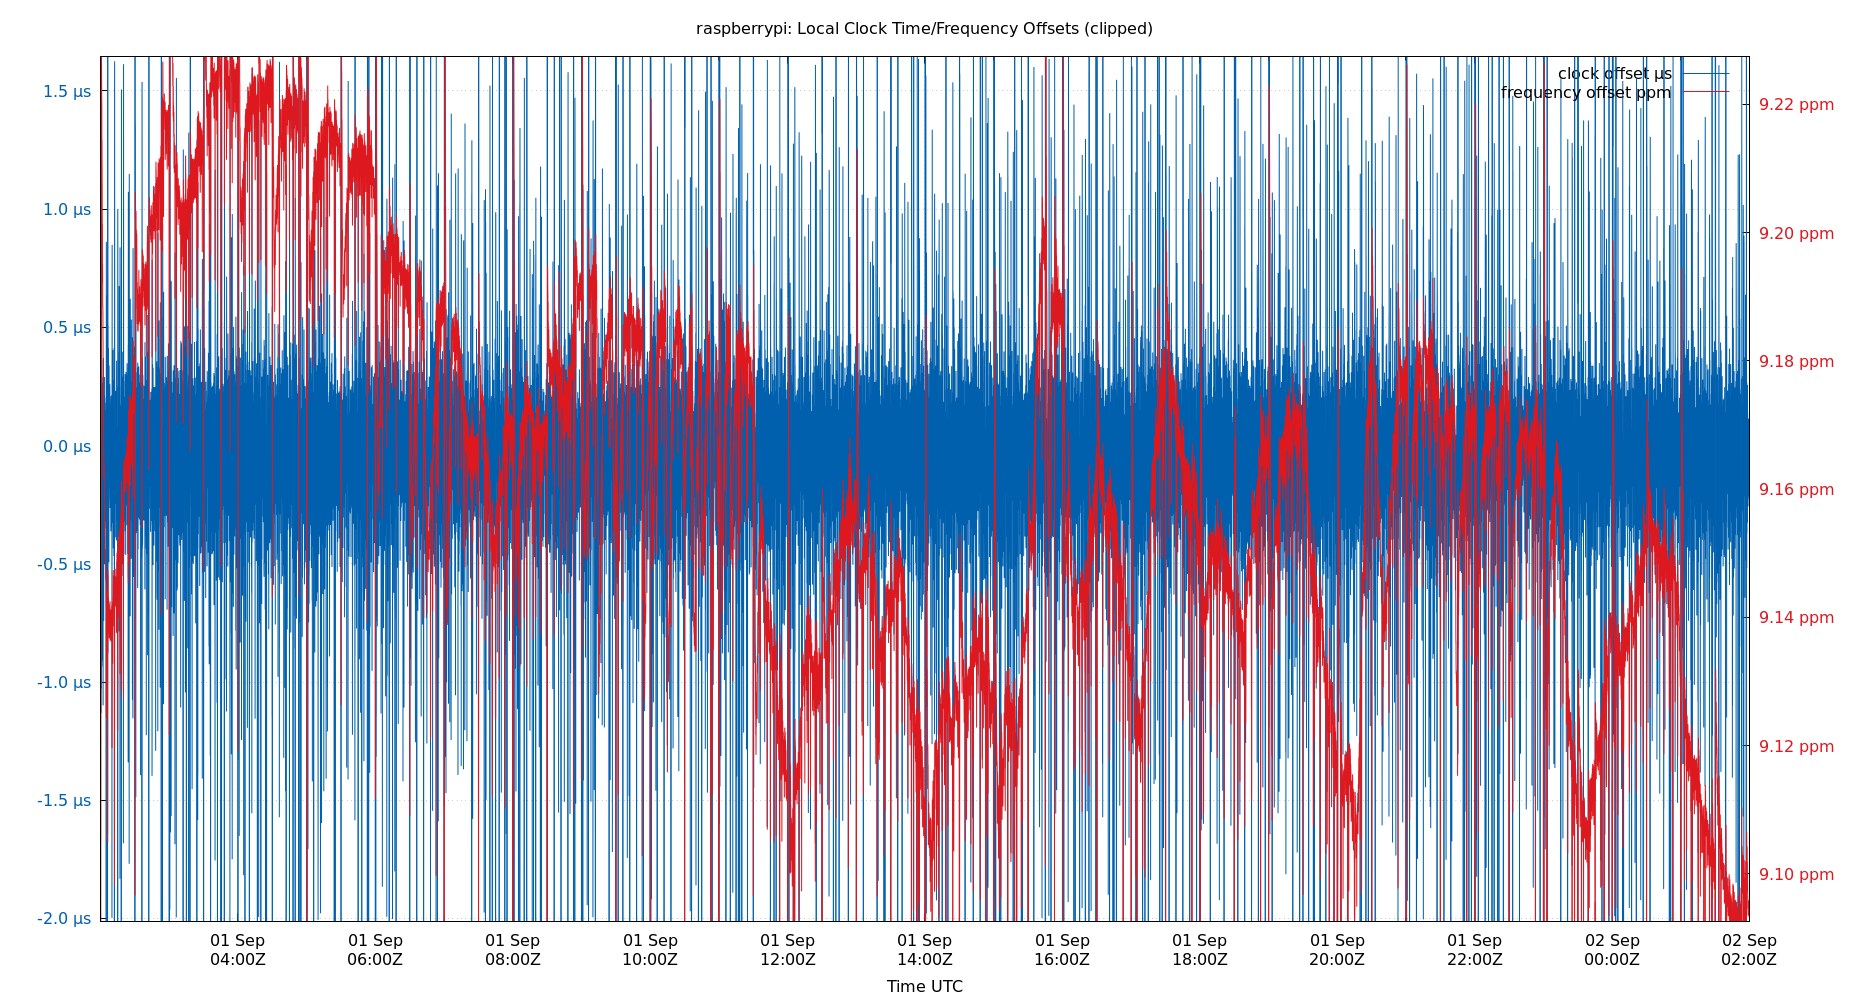 raspberrypi: Local Clock Time/Frequency Offsets (clipped)
clock offset µs
frequency offset ppm
1.5 µs
1.0 µs
0.5 µs
0.0 µs
-0.5 µs
-1.0 µs
-1.5 µs
-2.0 µs
9.22 ppm
9.20 ppm
9.18 ppm
9.16 ppm
9.14 ppm
9.12 ppm
9.10 ppm
01 Sep
04:00Z
01 Sep
06:00Z
01 Sep
08:00Z
01 Sep
10:00Z
01 Sep
12:00Z
01 Sep
14:00Z
01 Sep
16:00Z
01 Sep
18:00Z
01 Sep
20:00Z
01 Sep
22:00Z
02 Sep
00:00Z
02 Sep
02:00Z
Time UTC